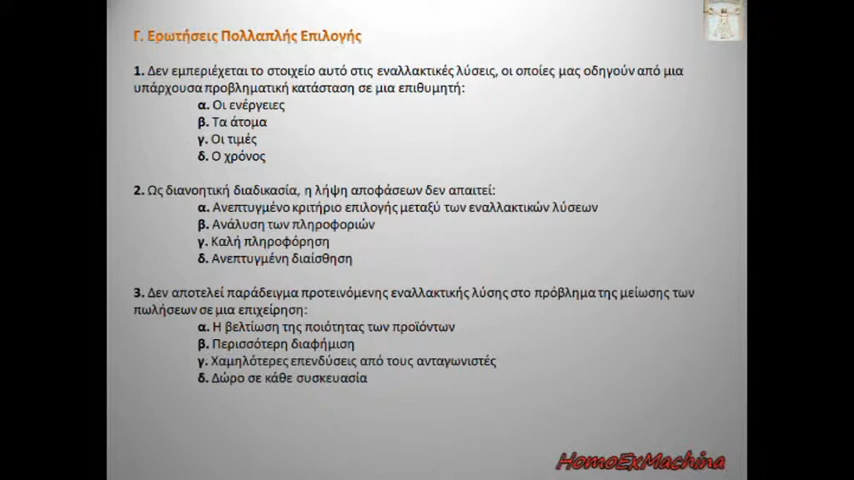 Γ. Ερωτήσεις Πολλαπλής Επιλογής
1. Δεν εμπεριέχεται το στοιχείο αυτό στις εναλλακτικές λύσεις, οι οποίες μας οδηγούν από μια
υπάρχουσα προβληματική κατάσταση σε μια επιθυμητή:
α. Οι ενέργειες
β. Τα άτομα
γ. Οι τιμές
δ. Ο χρόνος
2. Ως διανοητική διαδικασία, η λήψη αποφάσεων δεν απαιτεί:
α. Ανεπτυγμένο κριτήριο επιλογής μεταξύ των εναλλακτικών λύσεων
β. Ανάλυση των πληροφοριών
γ. Καλή πληροφόρηση
δ. Ανεπτυγμένη διαίσθηση
3. Δεν αποτελεί παράδειγμα προτεινόμενης εναλλακτικής λύσης στο πρόβλημα της μείωσης των
πωλήσεων σε μια επιχείρηση:
α. Η βελτίωση της ποιότητας των προϊόντων
β. Περισσότερη διαφήμιση
γ. Χαμηλότερες επενδύσεις από τους ανταγωνιστές
δ. Δώρο σε κάθε συσκευασία
HomoExMachina